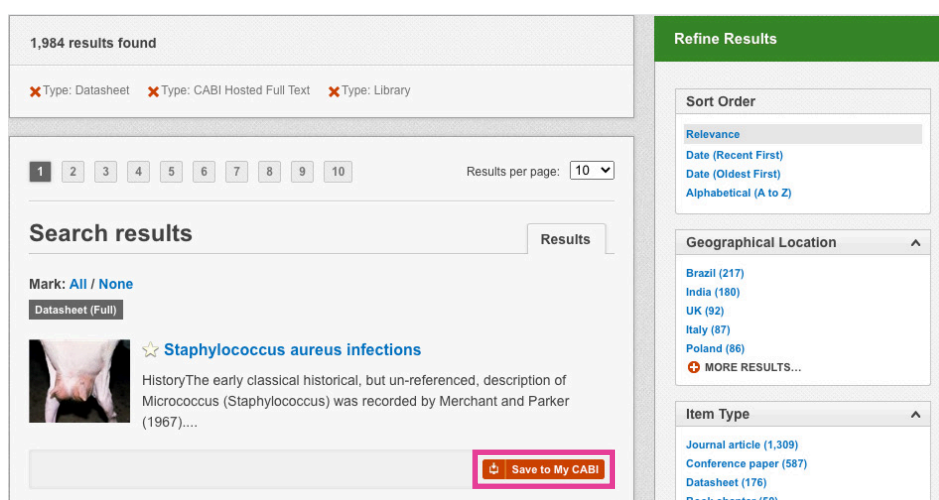 1,984 results found
Type: Datasheet Type: CABI Hosted Full Text Type: Library
1 2 3 4 5 6 7 8 9 10
Results per page: 10
Search results
Results
Mark: All / None
Datasheet (Full)
Staphylococcus aureus infections
HistoryThe early classical historical, but un-referenced, description of
Micrococcus (Staphylococcus) was recorded by Merchant and Parker
(1967)....
Save to My CABI
Refine Results
Sort Order
Relevance
Date (Recent First)
Date (Oldest First)
Alphabetical (A to Z)
Geographical Location
Brazil (217)
India (180)
UK (92)
Italy (87)
Poland (86)
MORE RESULTS...
Item Type
Journal article (1,309)
Conference paper (587)
Datasheet (176)